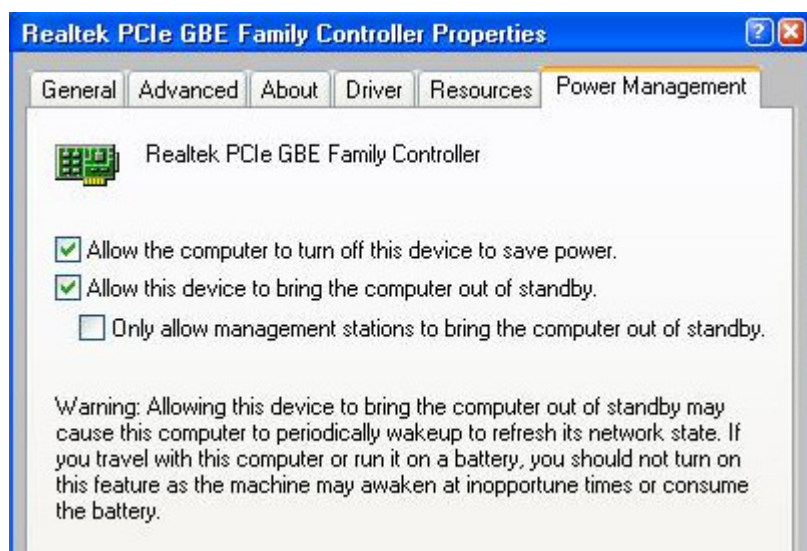 Realtek PCIe GBE Family Controller Properties
General Advanced About Driver Resources Power Management
Realtek PCIe GBE Family Controller
Allow the computer to turn off this device to save power.
Allow this device to bring the computer out of standby.
Only allow management stations to bring the computer out of standby.
Warning: Allowing this device to bring the computer out of standby may
cause this computer to periodically wakeup to refresh its network state. If
you travel with this computer or run it on a battery, you should not turn on
this feature as the machine may awaken at inopportune times or consume
the battery.